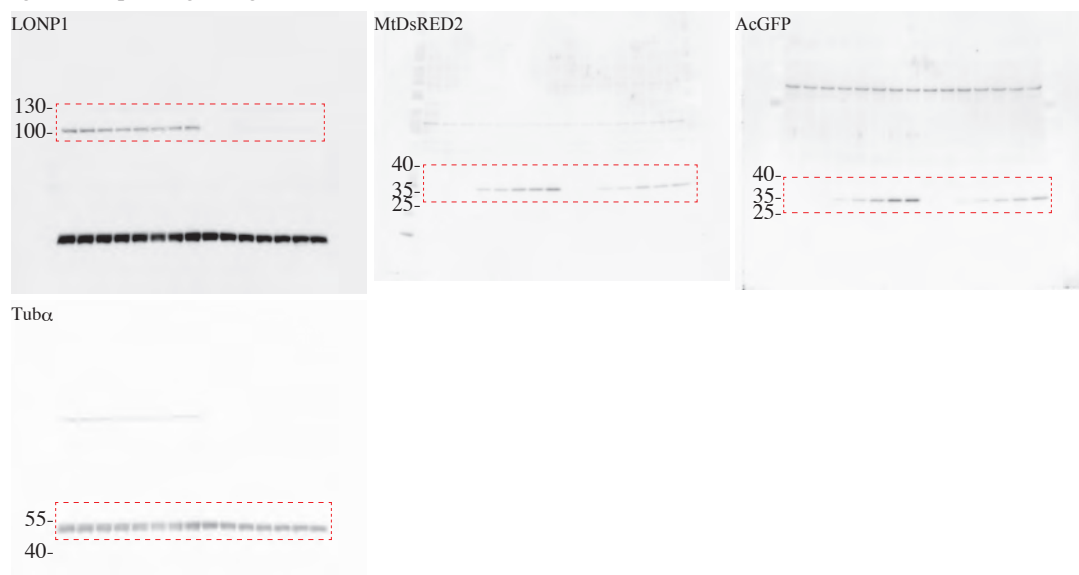 LONP1
130-
100-
MtDsRED2
40-
35-
25-
AcGFP
40-
35-
25-
Tubα
55-
40-